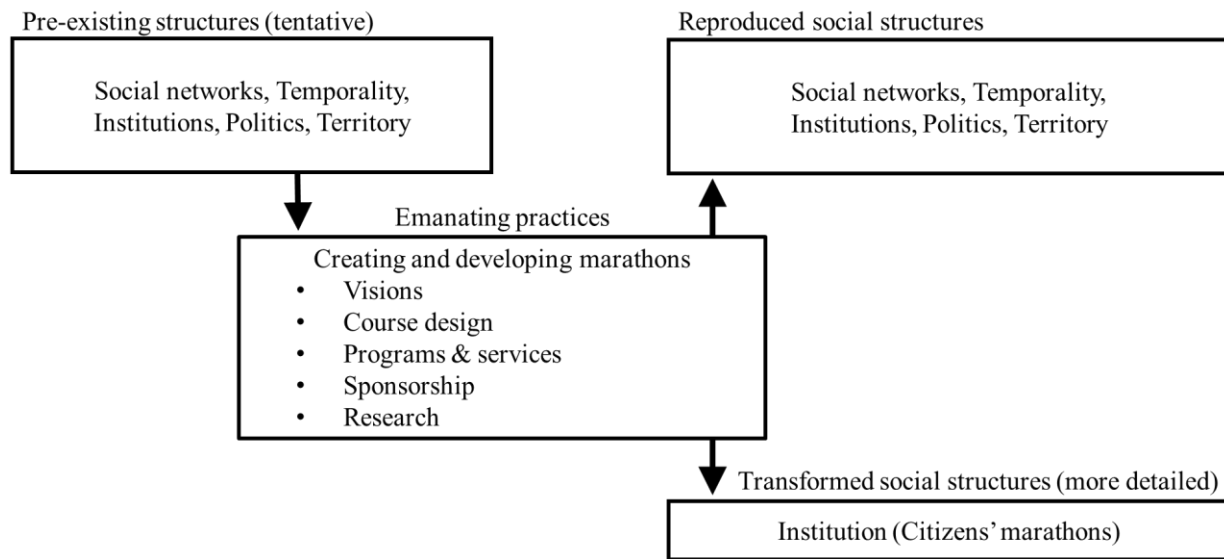 Pre-existing structures (tentative)
Social networks, Temporality,
Institutions, Politics, Territory
Reproduced social structures
Social networks, Temporality,
Institutions, Politics, Territory
Emanating practices
Creating and developing marathons
• Visions
• Course design
• Programs & services
• Sponsorship
• Research
Transformed social structures (more detailed)
Institution (Citizens’ marathons)